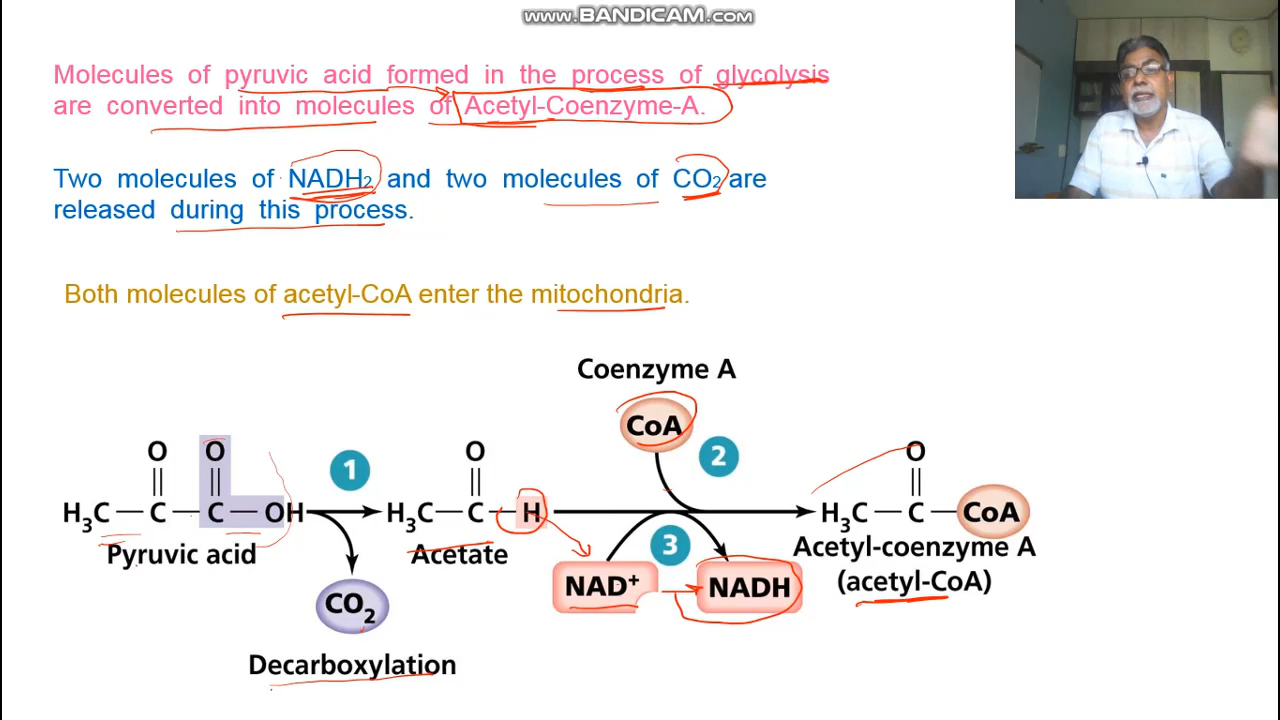 WWW.BANDICAM.COM
Molecules of pyruvic acid formed in the process of glycolysis
are converted into molecules of Acetyl-Coenzyme-A.
Two molecules of NADH₂ and two molecules of CO₂ are
released during this process.
Both molecules of acetyl-CoA enter the mitochondria.
Coenzyme A
CoA
O O 1 O 2 O
H₃C — C — C — OH H₃C — C — H H₃C — C — CoA
Pyruvic acid Acetate 3 Acetyl-coenzyme A
NAD⁺ NADH (acetyl-CoA)
CO₂
Decarboxylation